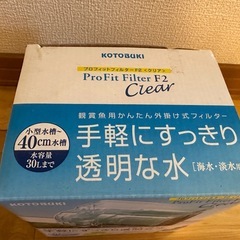 KOTOBUKI
プロフィットフィルターF2 <クリア>
ProFit Filter F2
Clear
観賞魚用かんたん外掛け式フィルター
小型水槽~
40cm水槽
水容量
30Lまで
手軽にすっきり
透明な水
[海水・淡水用